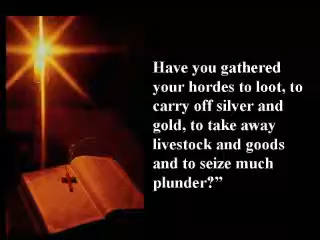 Have you gathered
your hordes to loot, to
carry off silver and
gold, to take away
livestock and goods
and to seize much
plunder?”